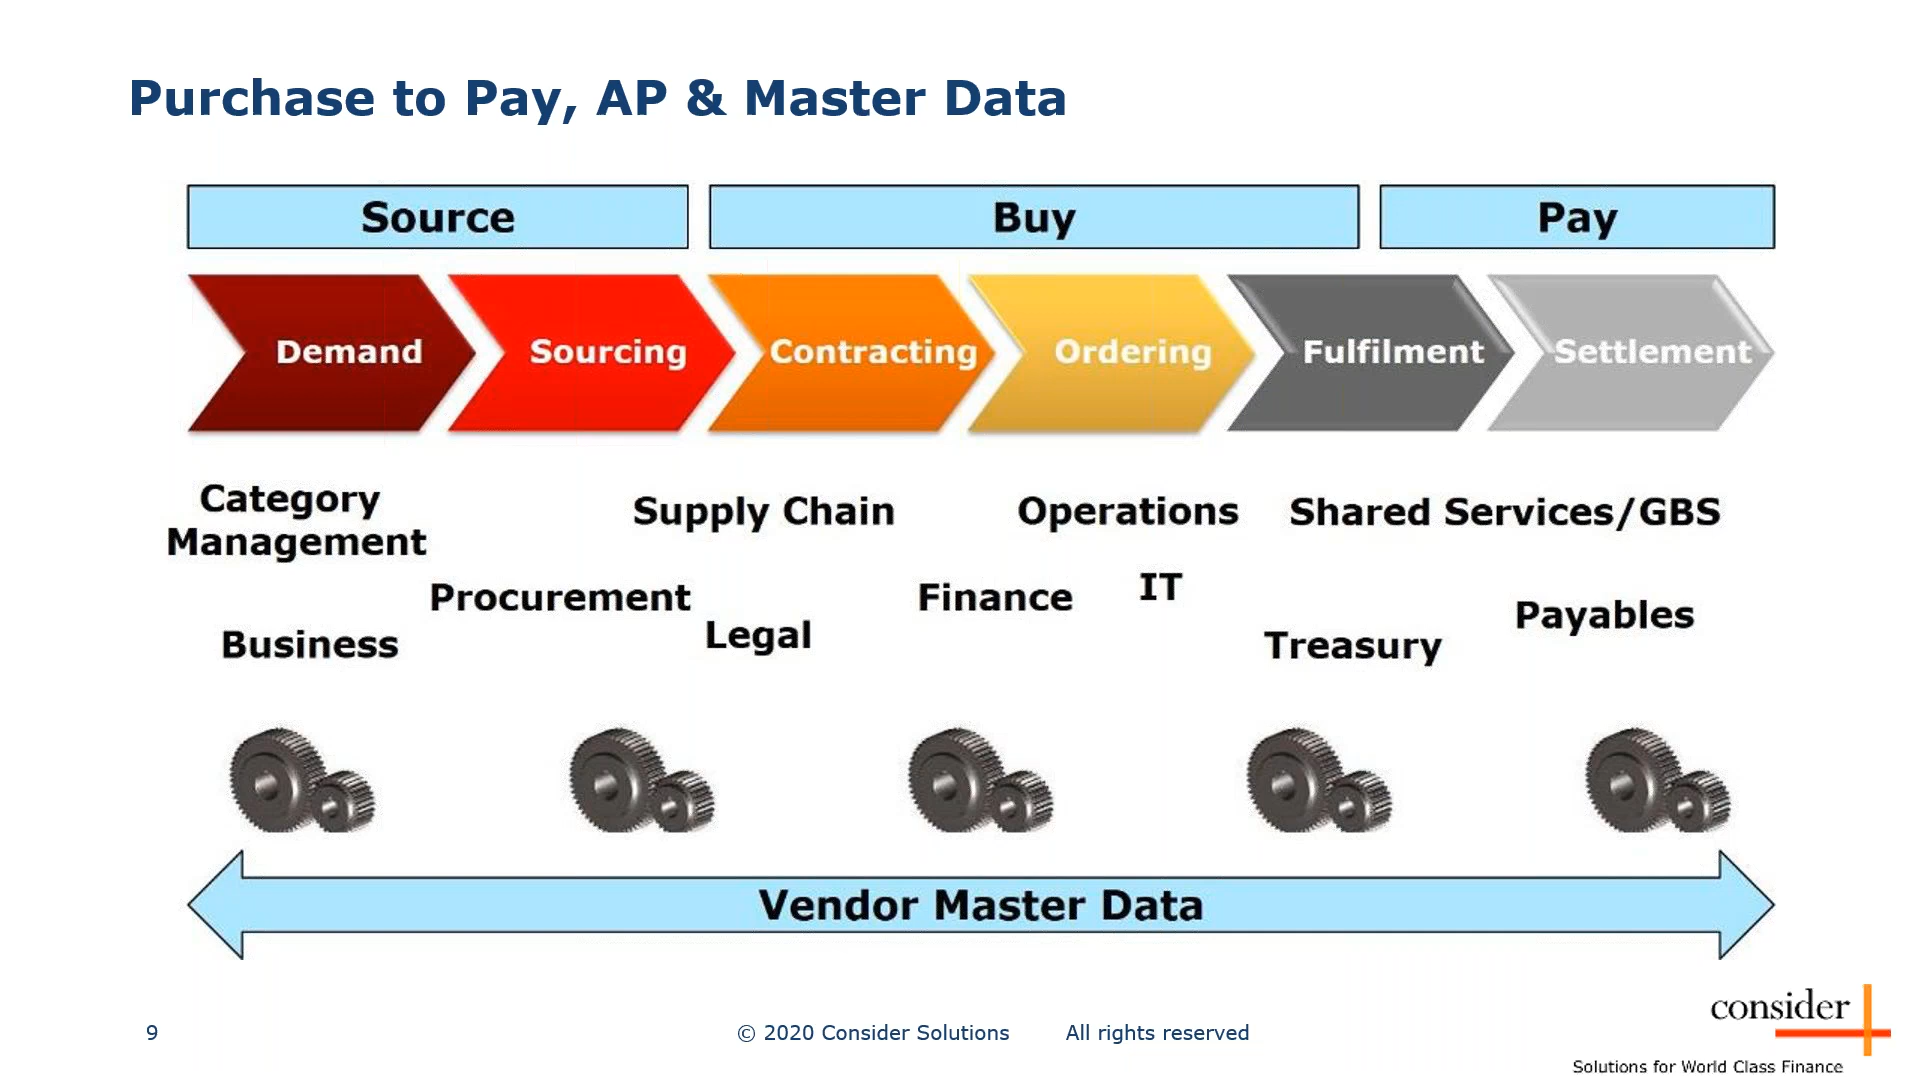 Purchase to Pay, AP & Master Data
Source
Buy
Pay
Demand
Sourcing
Contracting
Ordering
Fulfilment
Settlement
Category
Management
Supply Chain
Operations
Shared Services/GBS
Procurement
Finance
IT
Business
Legal
Treasury
Payables
Vendor Master Data
9
© 2020 Consider Solutions All rights reserved
consider
Solutions for World Class Finance